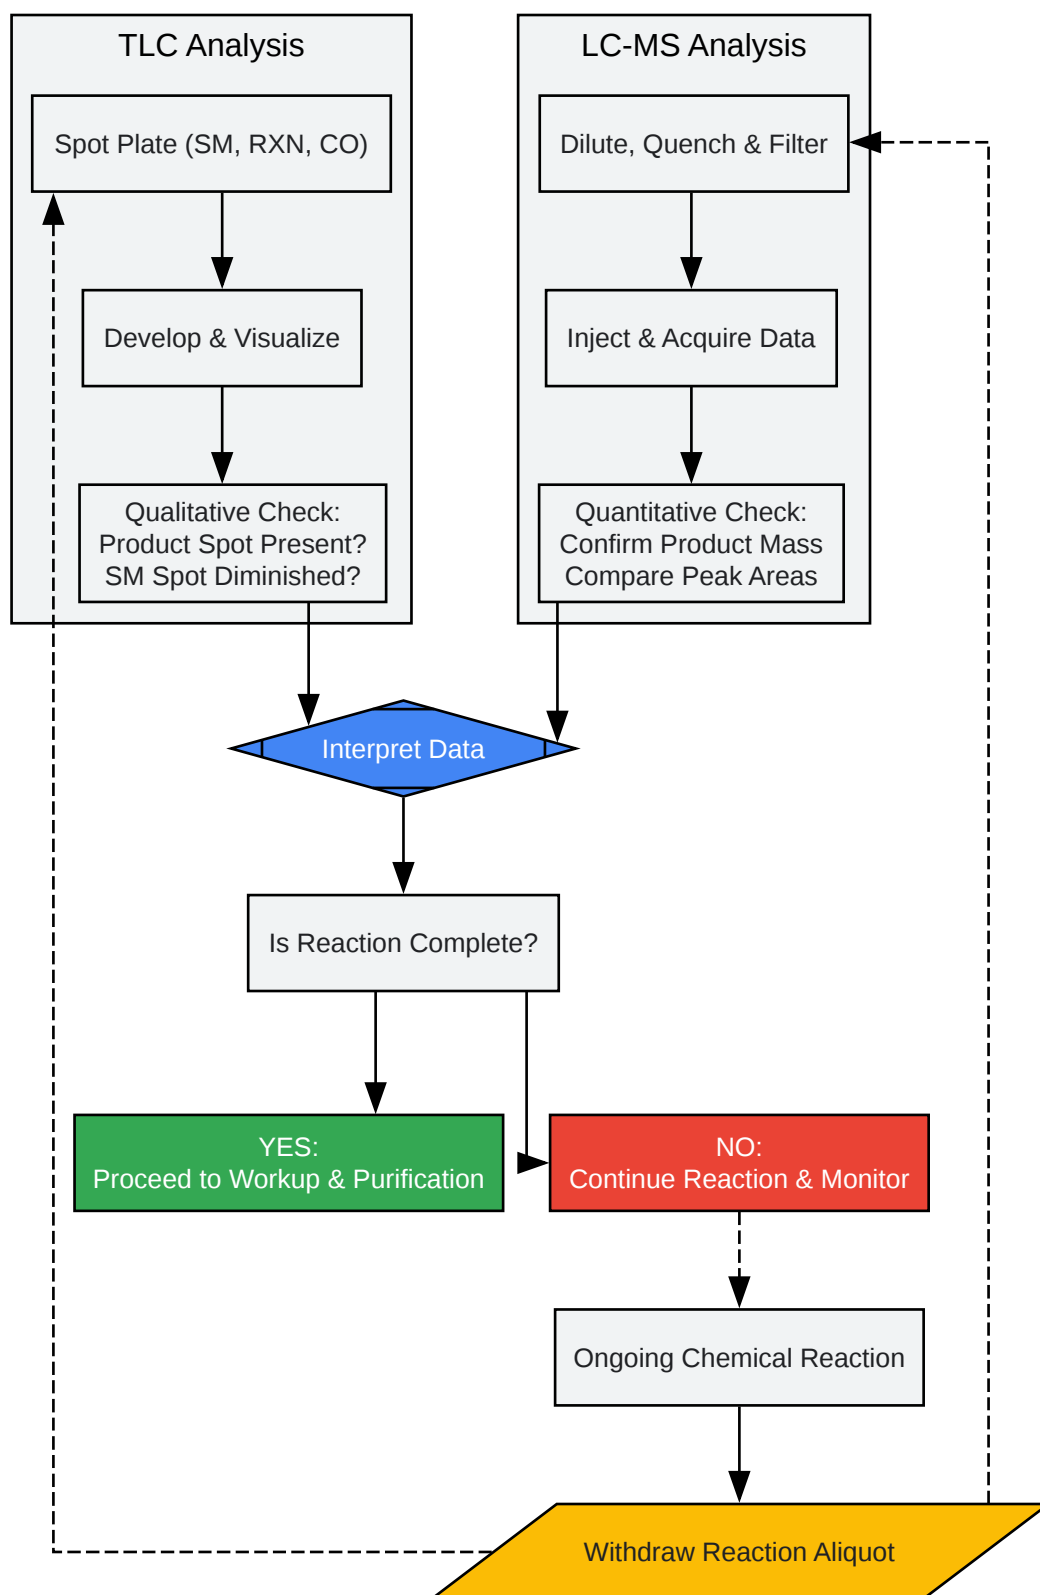 TLC Analysis
Spot Plate (SM, RXN, CO)
Develop & Visualize
Qualitative Check:
Product Spot Present?
SM Spot Diminished?
LC-MS Analysis
Dilute, Quench & Filter
Inject & Acquire Data
Quantitative Check:
Confirm Product Mass
Compare Peak Areas
Interpret Data
Is Reaction Complete?
YES:
Proceed to Workup & Purification
NO:
Continue Reaction & Monitor
Ongoing Chemical Reaction
Withdraw Reaction Aliquot